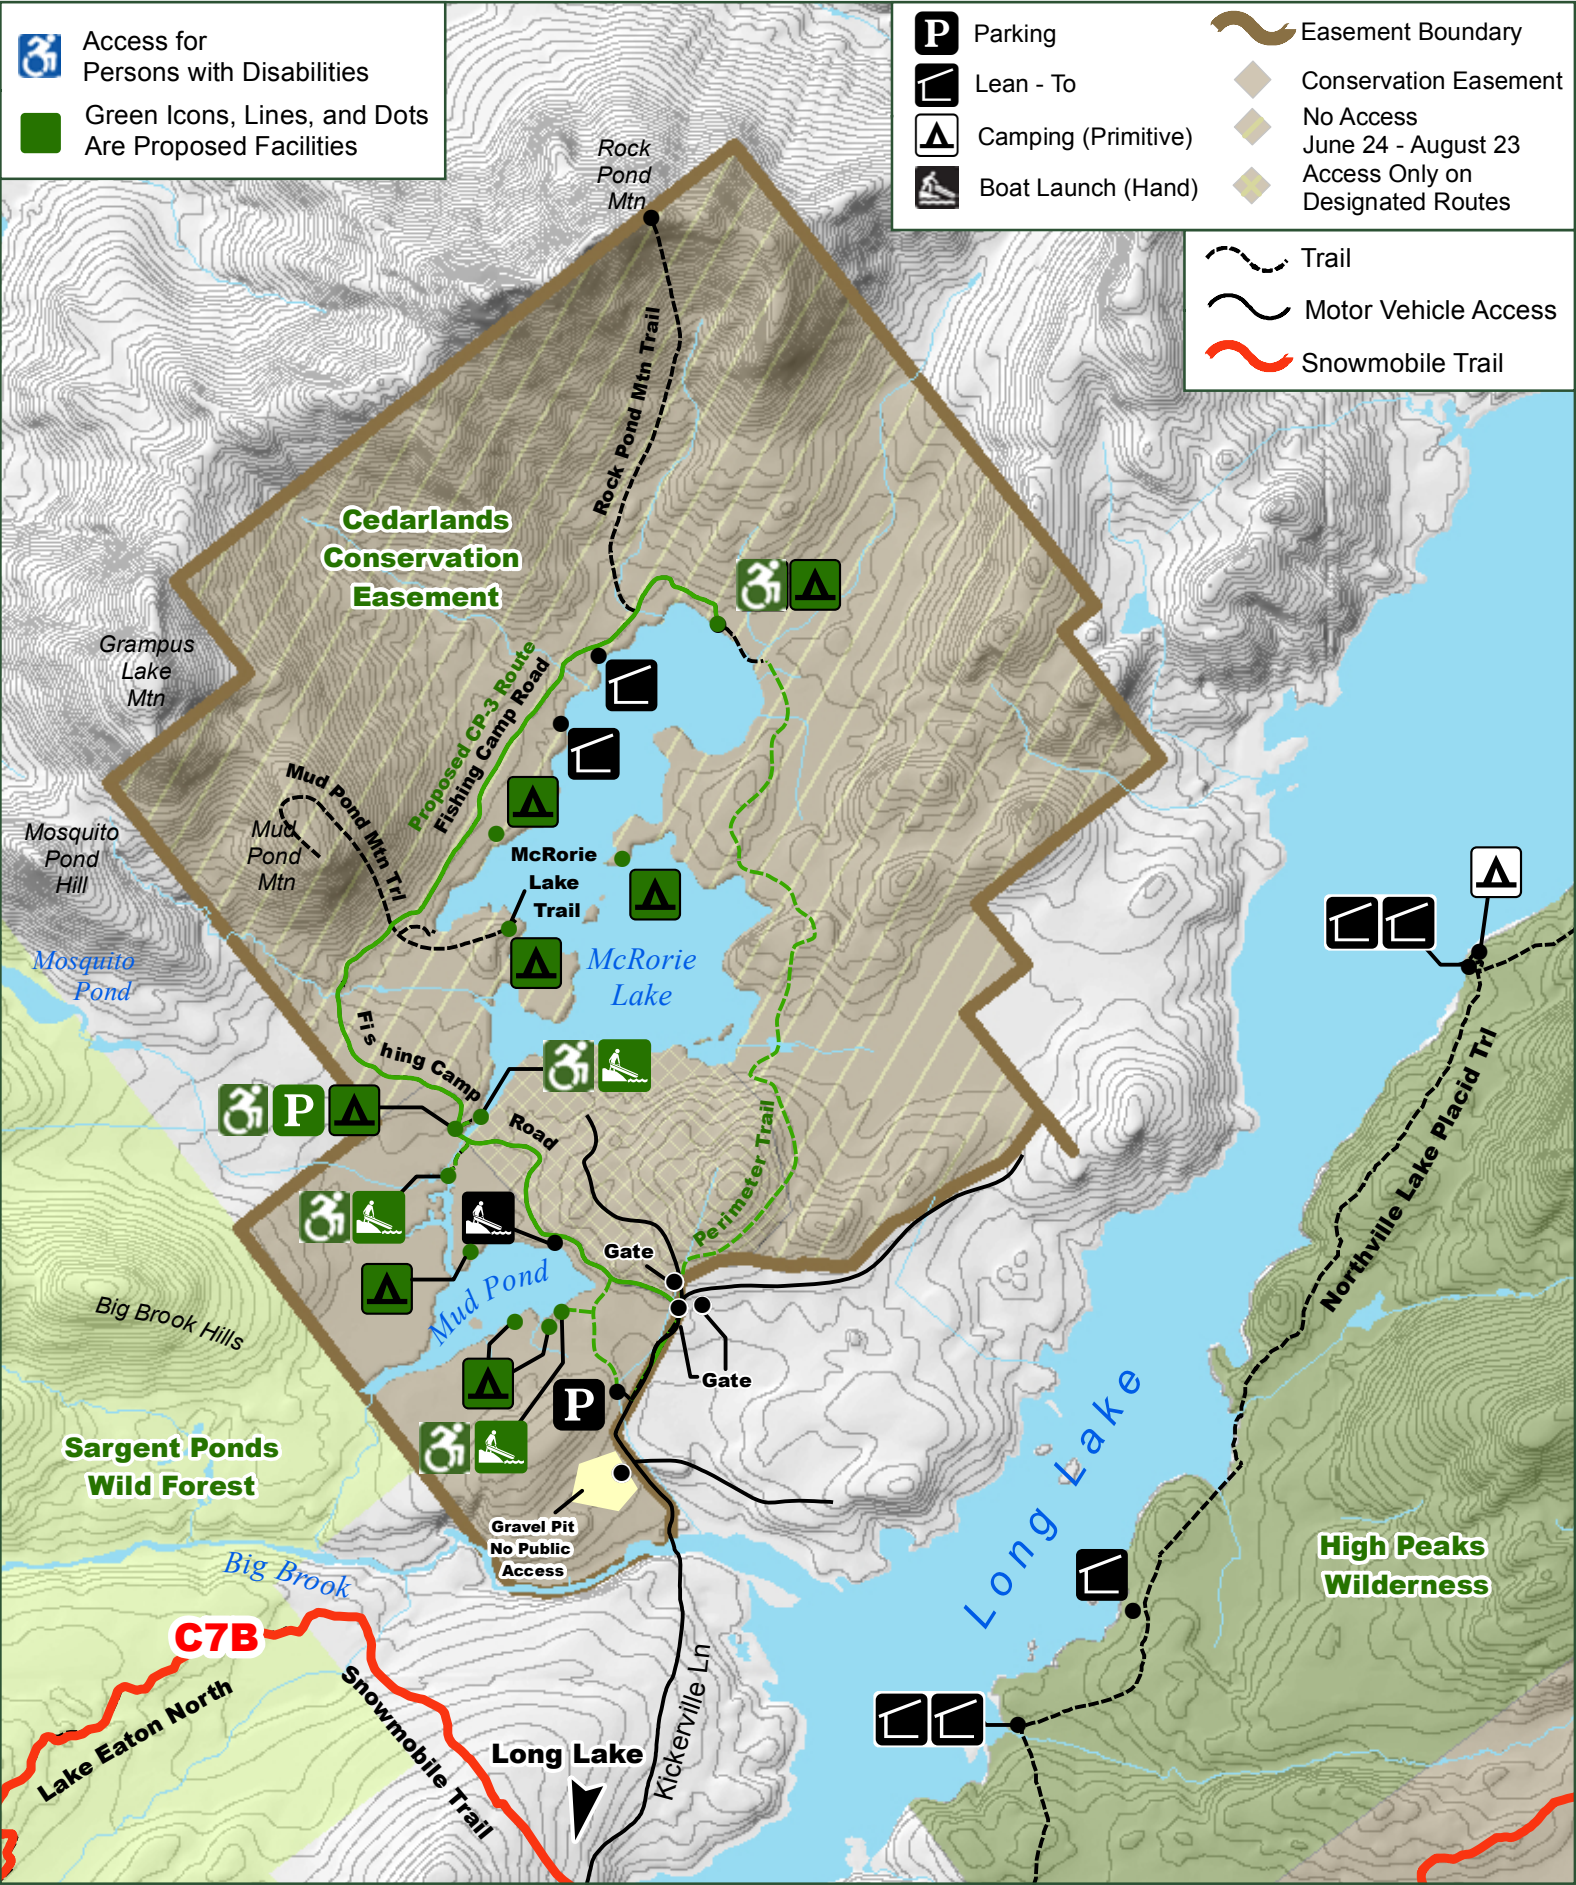 Access for
Persons with Disabilities
Green Icons, Lines, and Dots
Are Proposed Facilities
P Parking
Lean - To
Camping (Primitive)
Boat Launch (Hand)
Easement Boundary
Conservation Easement
No Access
June 24 - August 23
Access Only on
Designated Routes
Trail
Motor Vehicle Access
Snowmobile Trail
Rock
Pond
Mtn
Rock Pond Mtn Trail
Cedarlands
Conservation
Easement
Grampus
Lake
Mtn
Proposed CP-3 Route
Fishing Camp Road
Mud Pond Mtn Trl
Mud
Pond
Mtn
Mosquito
Pond
Hill
McRorie
Lake
Trail
McRorie
Lake
Mosquito
Pond
Fishing Camp
Road
P
Perimeter Trail
Gate
Mud Pond
Big Brook Hills
Gate
P
Sargent Ponds
Wild Forest
Gravel Pit
No Public
Access
Big Brook
C7B
Lake Eaton North
Snowmobile Trail
Long Lake
Kickerville Ln
Long Lake
Northville Lake Placid Trl
High Peaks
Wilderness